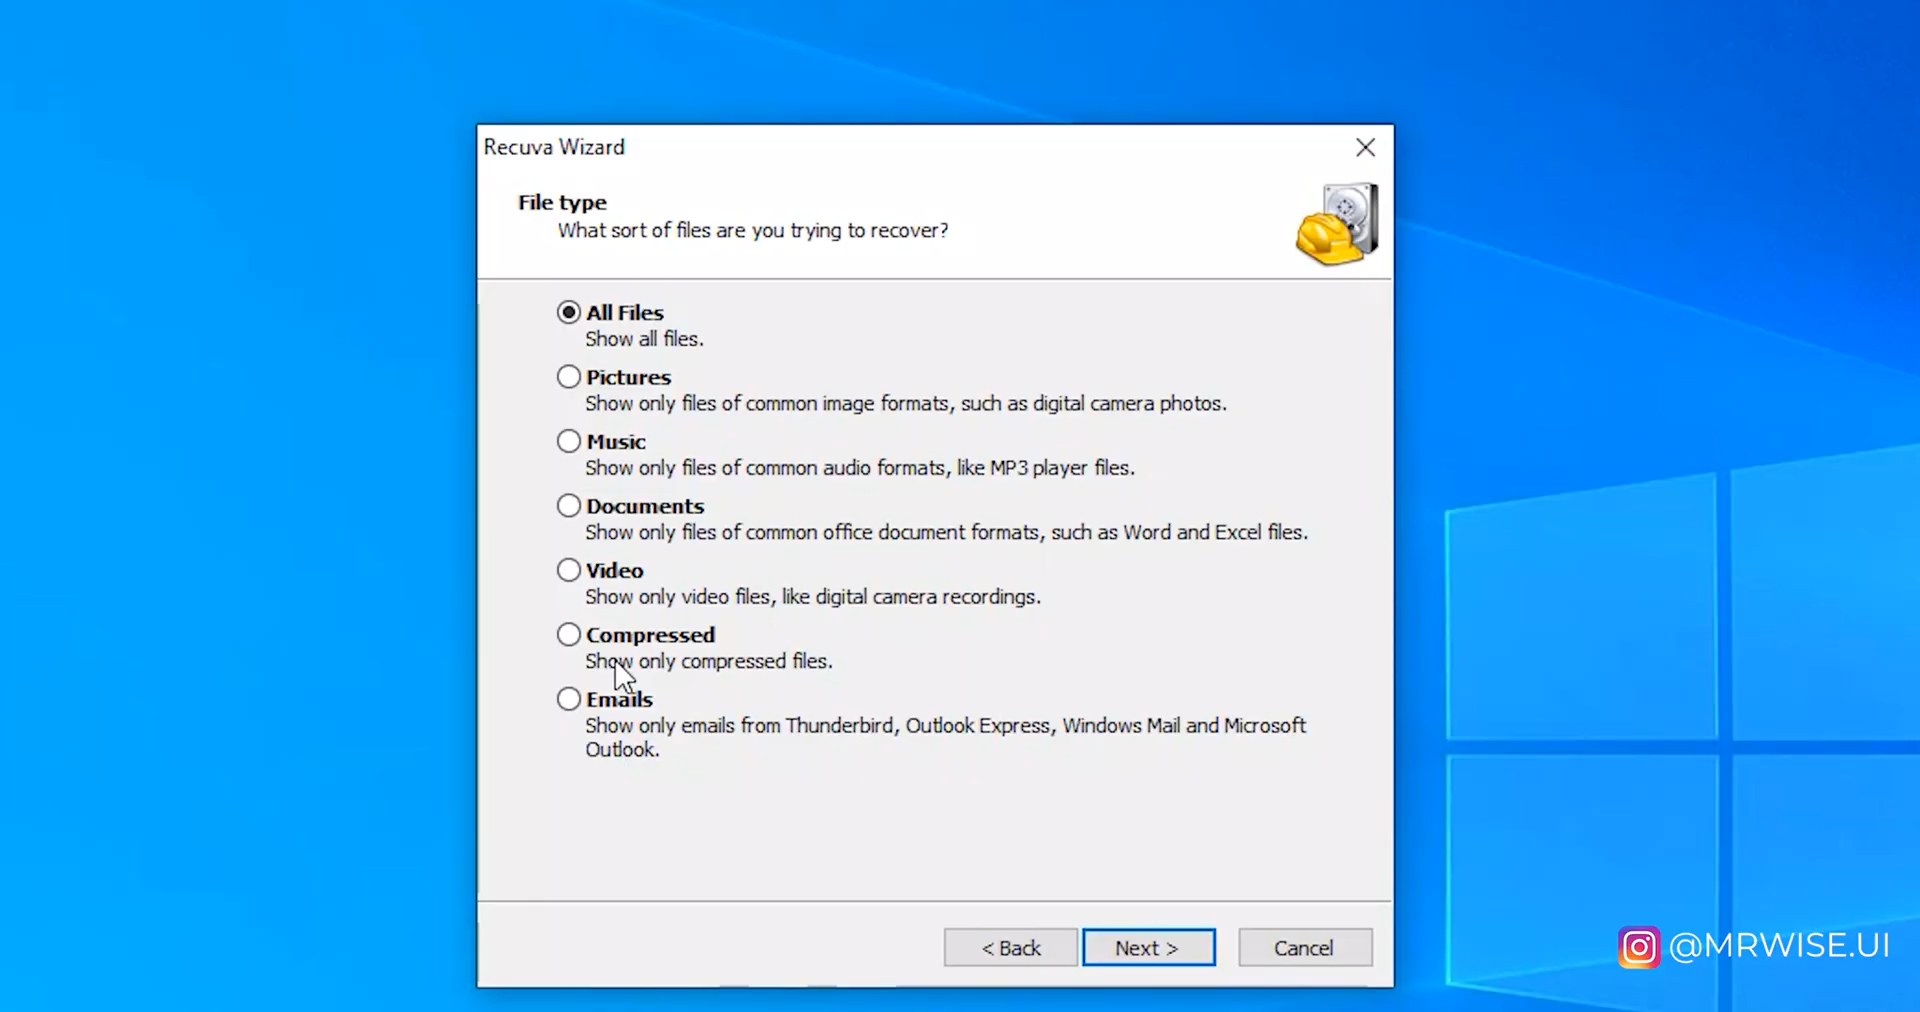 Recuva Wizard
File type
What sort of files are you trying to recover?
All Files
Show all files.
Pictures
Show only files of common image formats, such as digital camera photos.
Music
Show only files of common audio formats, like MP3 player files.
Documents
Show only files of common office document formats, such as Word and Excel files.
Video
Show only video files, like digital camera recordings.
Compressed
Show only compressed files.
Emails
Show only emails from Thunderbird, Outlook Express, Windows Mail and Microsoft
Outlook.
< Back
Next >
Cancel
@MRWISE.UI